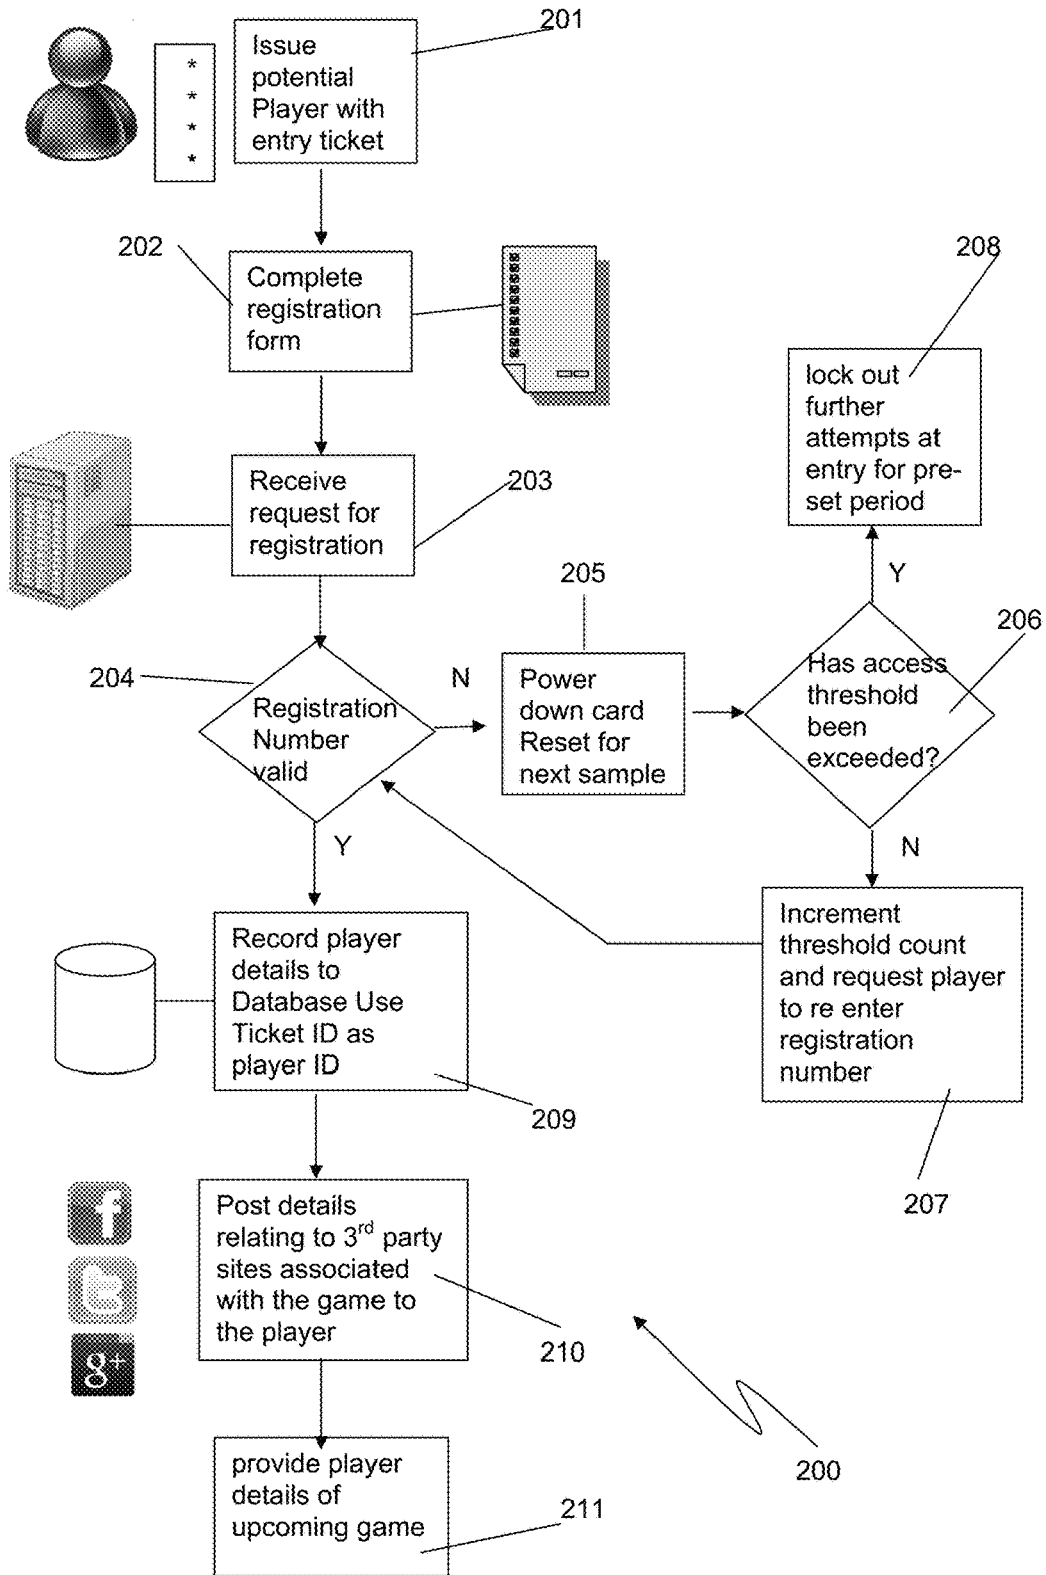 201
Issue
potential
Player with
entry ticket
*
*
*
*
202
Complete
registration
form
208
lock out
further
attempts at
entry for pre-
set period
Receive
request for
registration
203
205
Y
206
204
N
Registration
Number
valid
Power
down card
Reset for
next sample
Has access
threshold
been
exceeded?
Y
N
Record player
details to
Database Use
Ticket ID as
player ID
209
Increment
threshold count
and request player
to re enter
registration
number
207
f
t
g+
Post details
relating to 3rd party
sites associated
with the game to
the player
210
200
provide player
details of
upcoming game
211